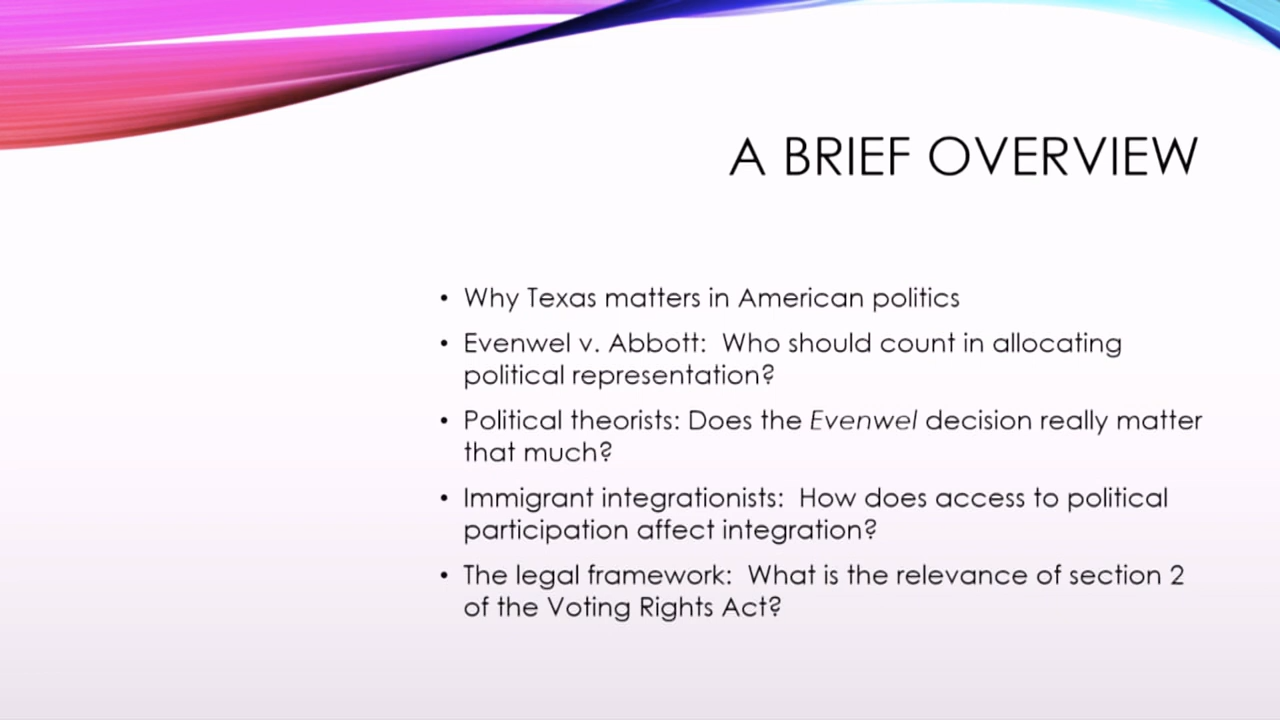 A BRIEF OVERVIEW
• Why Texas matters in American politics
• Evenwel v. Abbott:  Who should count in allocating
political representation?
• Political theorists: Does the Evenwel decision really matter
that much?
• Immigrant integrationists:  How does access to political
participation affect integration?
• The legal framework:  What is the relevance of section 2
of the Voting Rights Act?